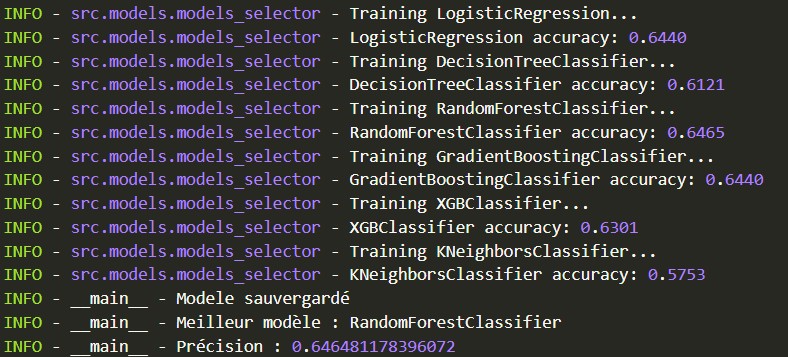 INFO - src.models.models_selector - Training LogisticRegression...
INFO - src.models.models_selector - LogisticRegression accuracy: 0.6440
INFO - src.models.models_selector - Training DecisionTreeClassifier...
INFO - src.models.models_selector - DecisionTreeClassifier accuracy: 0.6121
INFO - src.models.models_selector - Training RandomForestClassifier...
INFO - src.models.models_selector - RandomForestClassifier accuracy: 0.6465
INFO - src.models.models_selector - Training GradientBoostingClassifier...
INFO - src.models.models_selector - GradientBoostingClassifier accuracy: 0.6440
INFO - src.models.models_selector - Training XGBClassifier...
INFO - src.models.models_selector - XGBClassifier accuracy: 0.6301
INFO - src.models.models_selector - Training KNeighborsClassifier...
INFO - src.models.models_selector - KNeighborsClassifier accuracy: 0.5753
INFO - __main__ - Modele sauvergardé
INFO - __main__ - Meilleur modèle : RandomForestClassifier
INFO - __main__ - Précision : 0.646481178396072